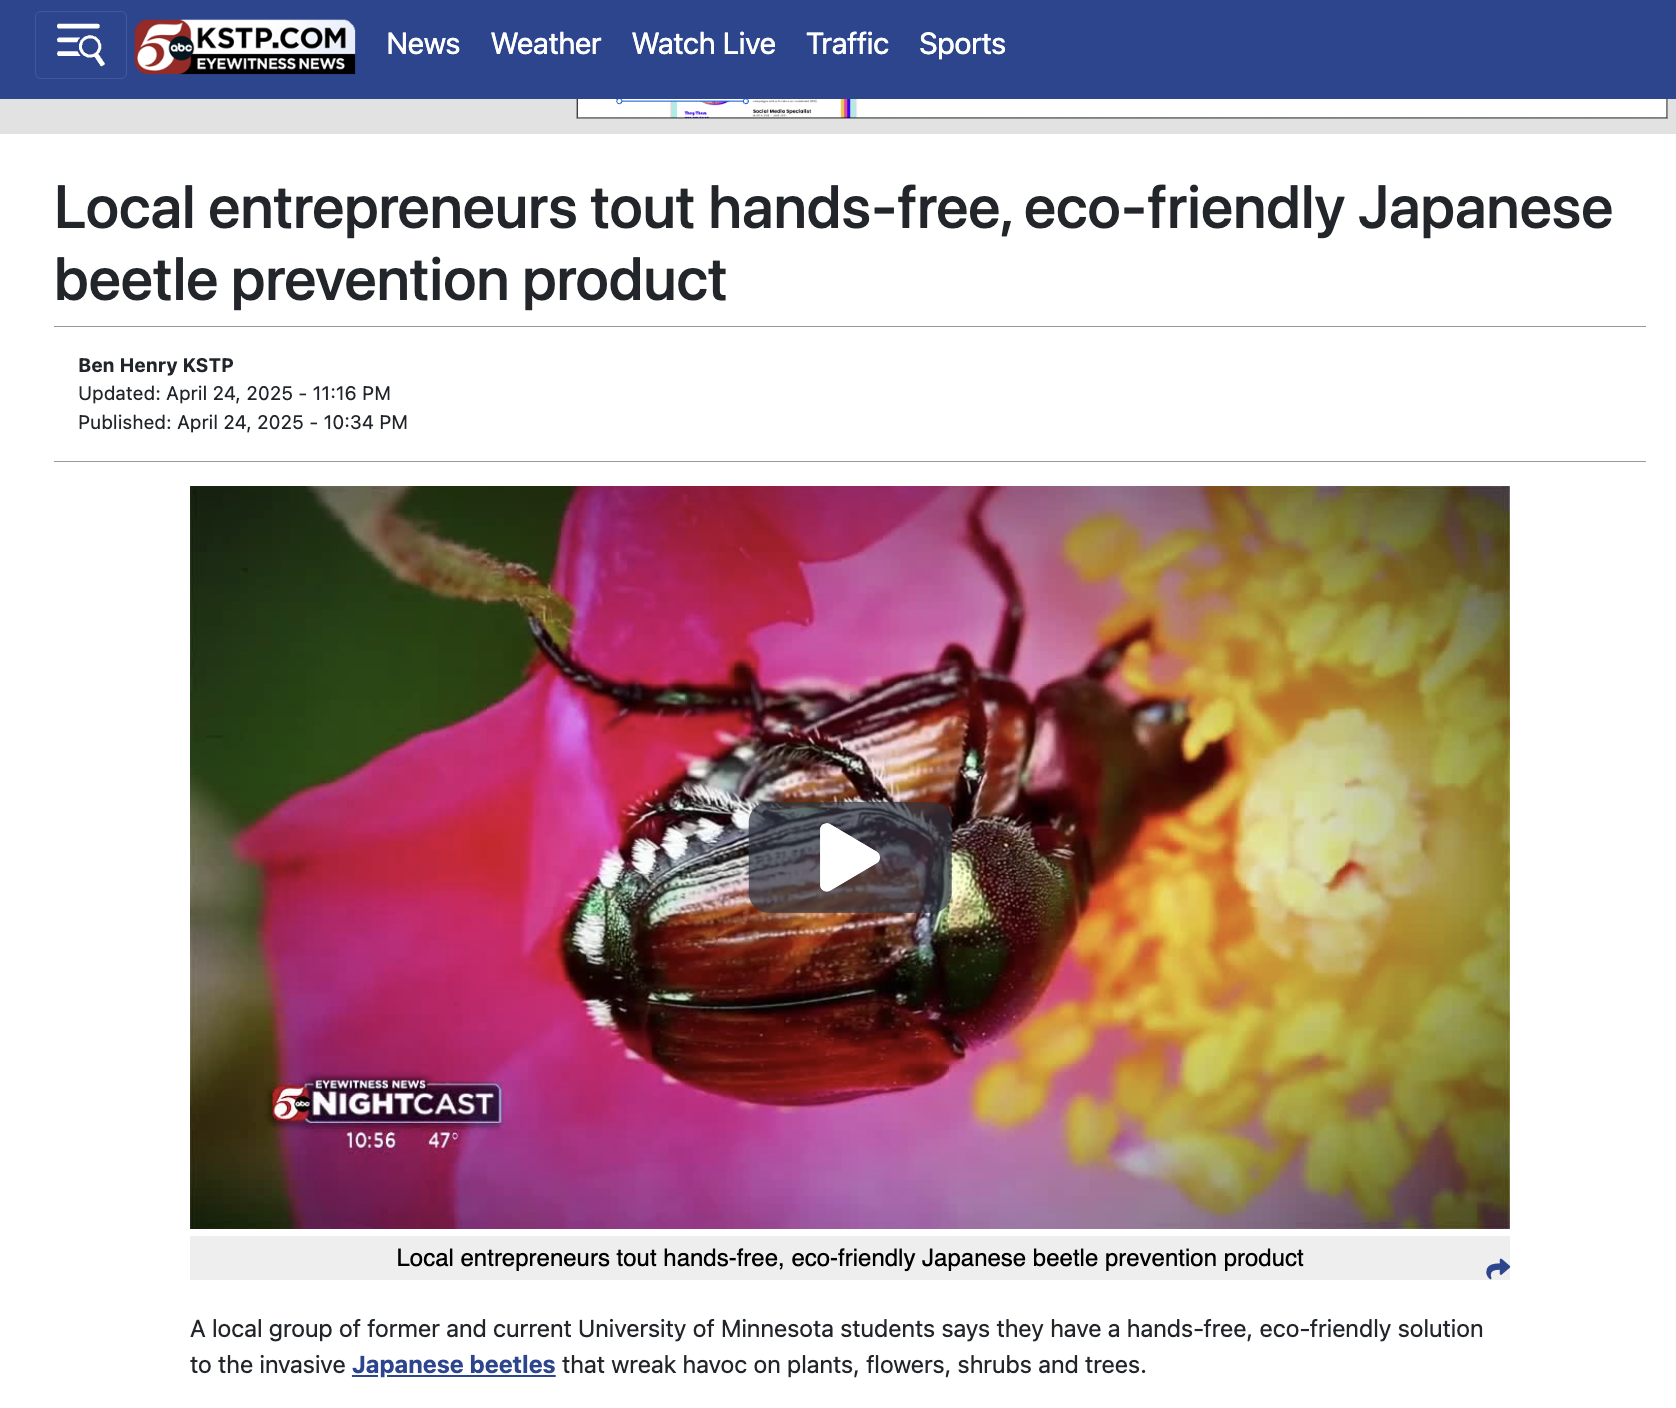 5 abc KSTP.COM
EYEWITNESS NEWS
News Weather Watch Live Traffic Sports
They/Them
Social Media Specialist
Local entrepreneurs tout hands-free, eco-friendly Japanese
beetle prevention product
Ben Henry KSTP
Updated: April 24, 2025 - 11:16 PM
Published: April 24, 2025 - 10:34 PM
EYEWITNESS NEWS
5 abc NIGHTCAST
10:56 47°
Local entrepreneurs tout hands-free, eco-friendly Japanese beetle prevention product
A local group of former and current University of Minnesota students says they have a hands-free, eco-friendly solution
to the invasive Japanese beetles that wreak havoc on plants, flowers, shrubs and trees.